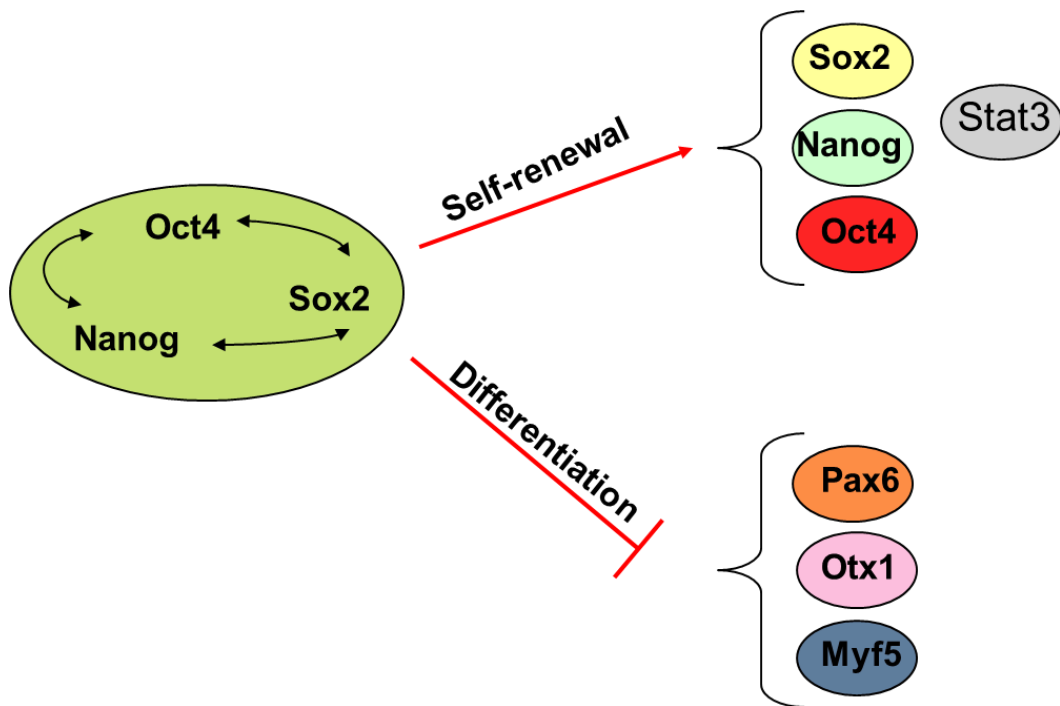 Oct4
Sox2
Nanog
Self-renewal
Differentiation
Sox2
Nanog
Oct4
Stat3
Pax6
Otx1
Myf5